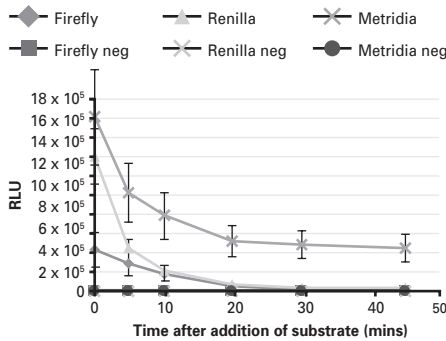 Firefly Renilla Metridia
Firefly neg Renilla neg Metridia neg
18 x 10⁵
16 x 10⁵
14 x 10⁵
12 x 10⁵
10 x 10⁵
8 x 10⁵
6 x 10⁵
4 x 10⁵
2 x 10⁵
0
RLU
0 10 20 30 40 50
Time after addition of substrate (mins)